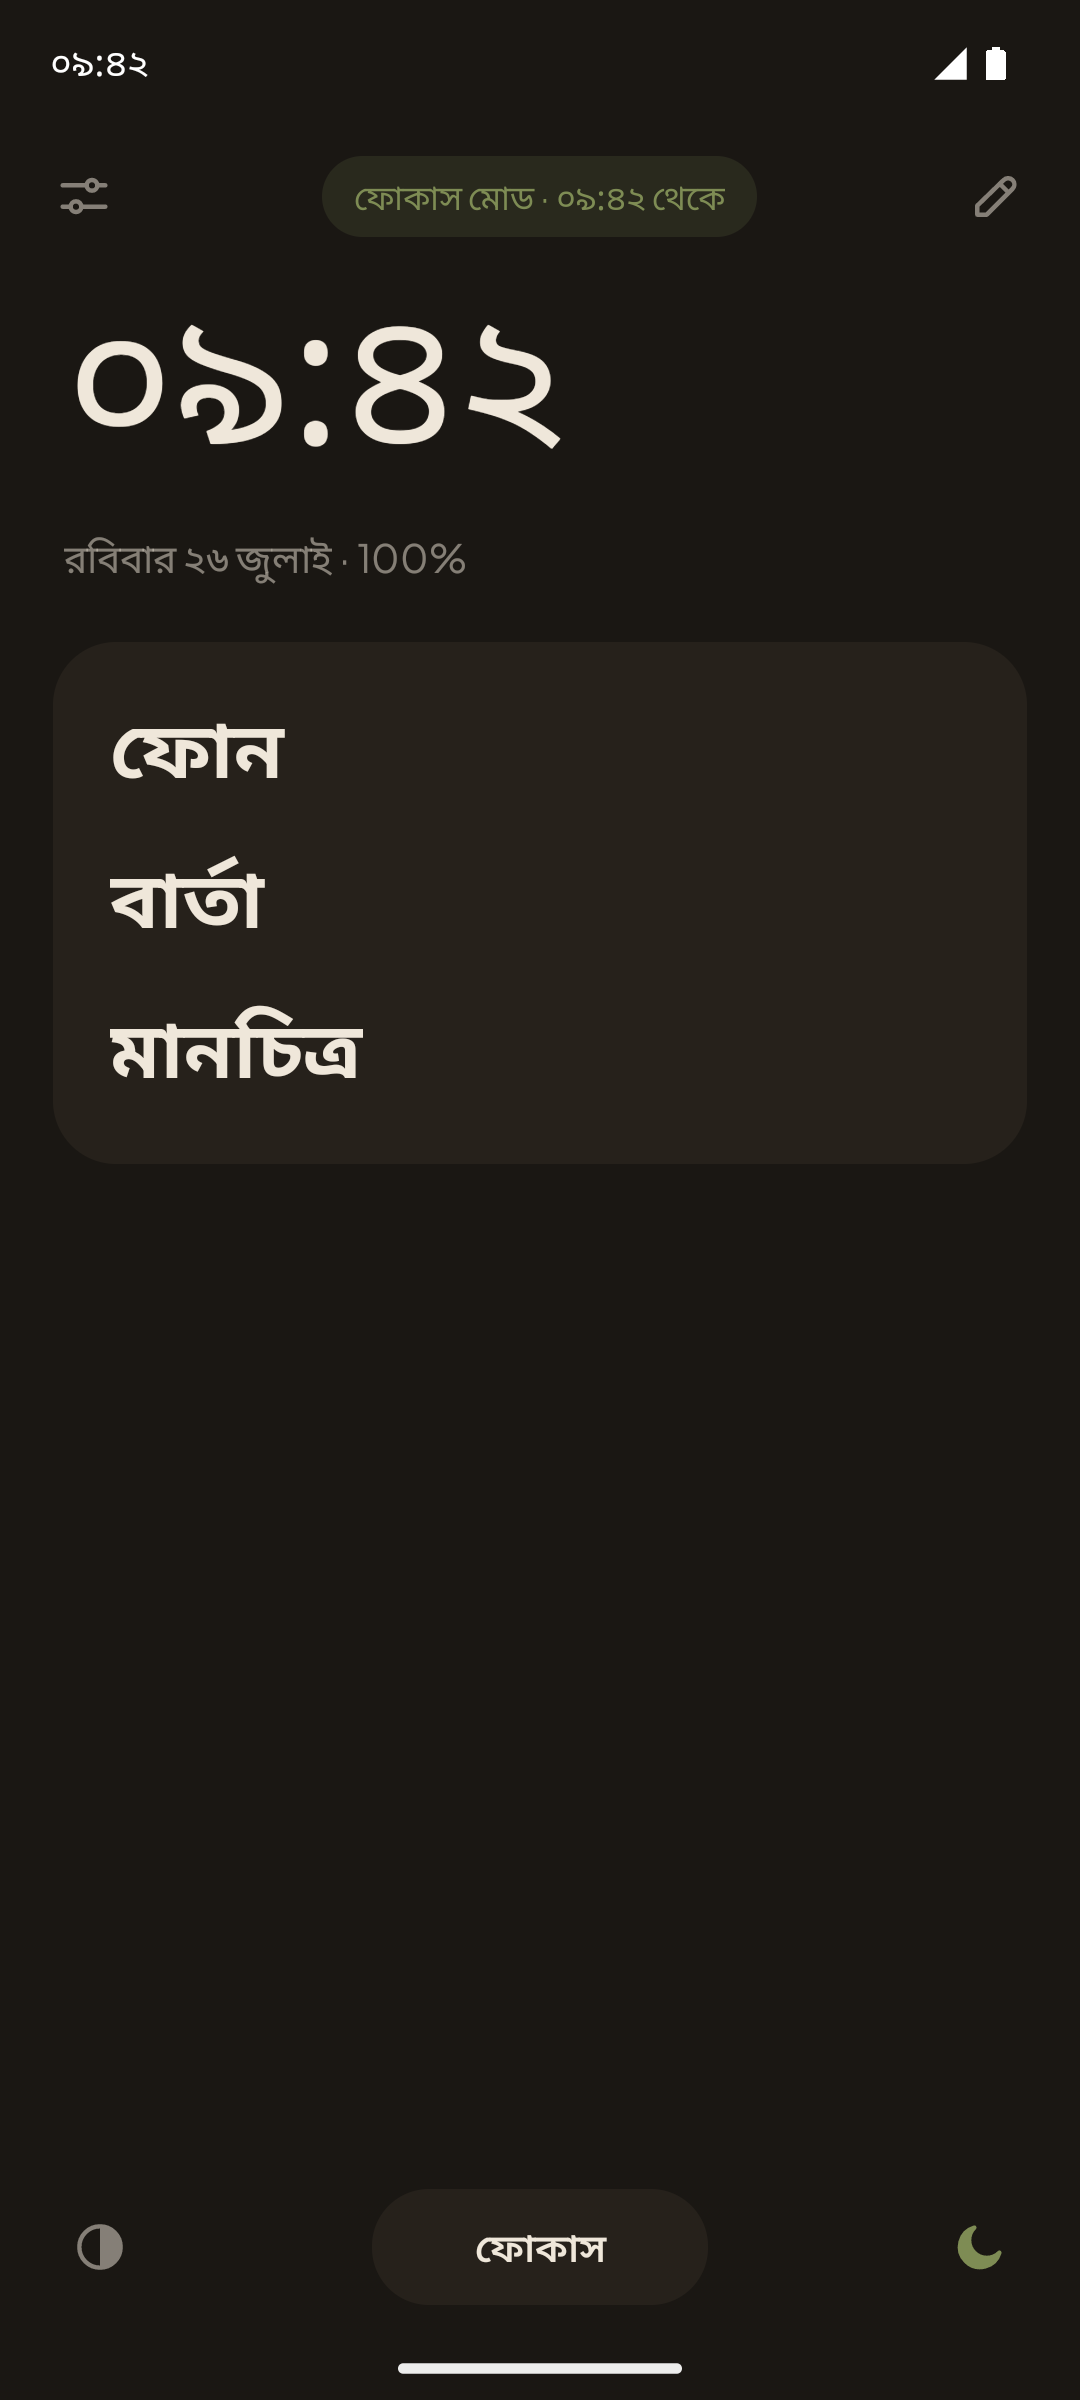 ০৯:৪২
ফোকাস মোড · ০৯:৪২ থেকে
০৯:৪২
রবিবার ২৬ জুলাই · 100%
ফোন
বার্তা
মানচিত্র
ফোকাস